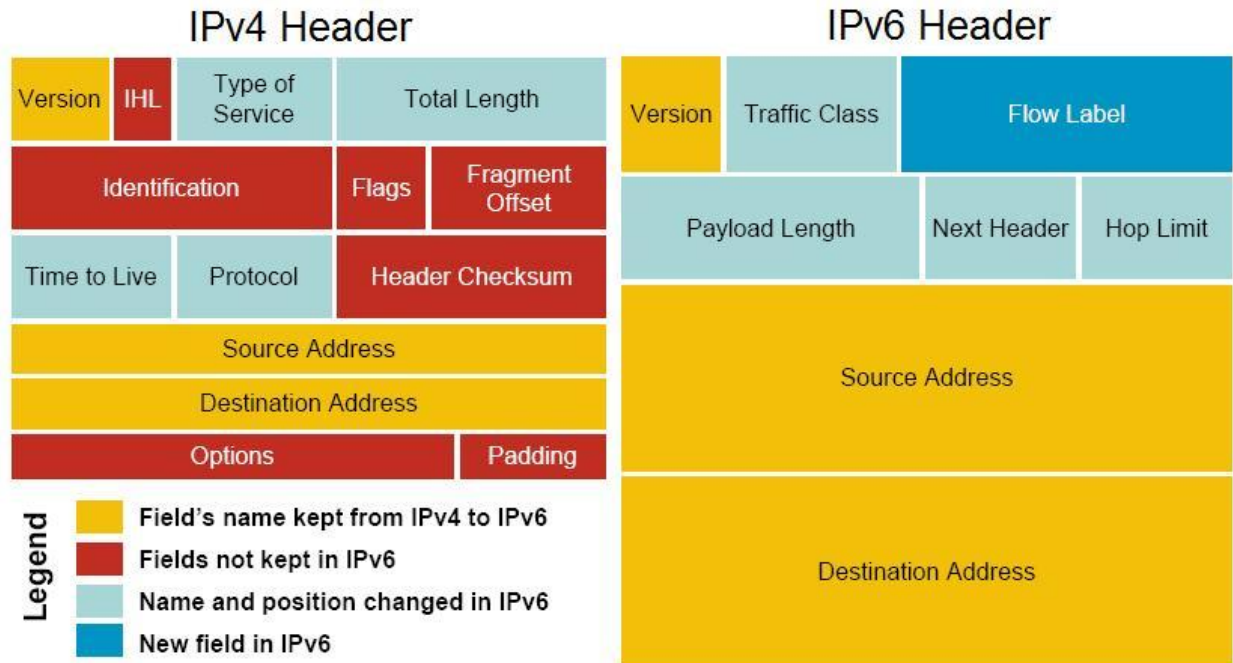 IPv4 Header
Version IHL Type of Service Total Length
Identification Flags Fragment Offset
Time to Live Protocol Header Checksum
Source Address
Destination Address
Options Padding
Legend
Field's name kept from IPv4 to IPv6
Fields not kept in IPv6
Name and position changed in IPv6
New field in IPv6
IPv6 Header
Version Traffic Class Flow Label
Payload Length Next Header Hop Limit
Source Address
Destination Address